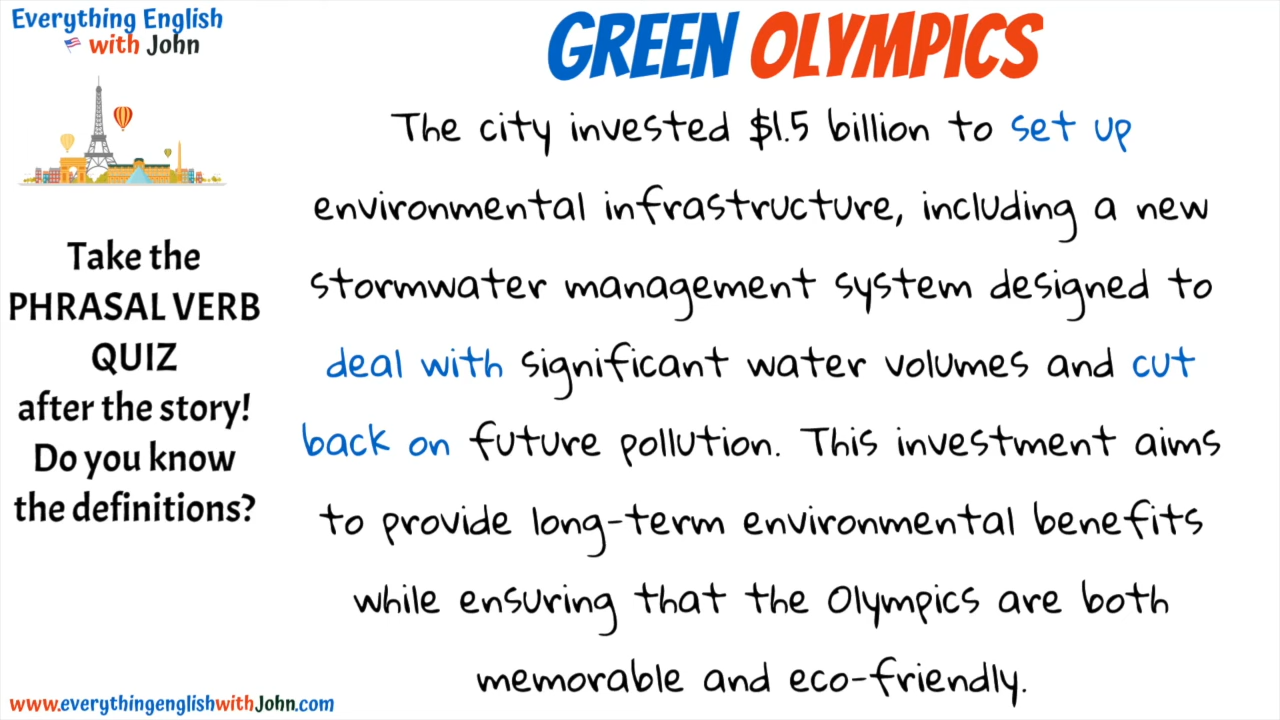 Everything English
with John
GREEN OLYMPICS
The city invested $1.5 billion to set up
environmental infrastructure, including a new
stormwater management system designed to
deal with significant water volumes and cut
back on future pollution. This investment aims
to provide long-term environmental benefits
while ensuring that the Olympics are both
memorable and eco-friendly.
Take the
PHRASAL VERB
QUIZ
after the story!
Do you know
the definitions?
www.everythingenglishwithJohn.com